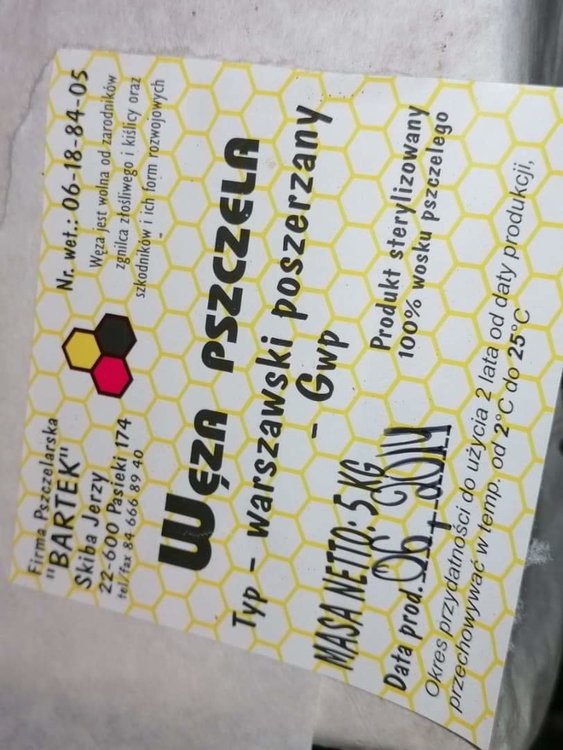 Firma Pszczelarska
"BARTEK"
Skiba Jerzy
22-600 Pasieki 174
tel/fax 84 666 89 40
Nr. wet.: 06-18-84-05
Węza jest wolna od zarodników
zgnilca złośliwego i kiślicy oraz
szkodników i ich form rozwojowych
WĘZA PSZCZELA
Typ - warszawski poszerzany
- Gwp
MASA NETTO: 5 KG
Data prod. 06, 2014
Produkt sterylizowany
100% wosku pszczelego
Okres przydatności do użycia 2 lata od daty produkcji,
przechowywać w temp. od 2°C do 25°C